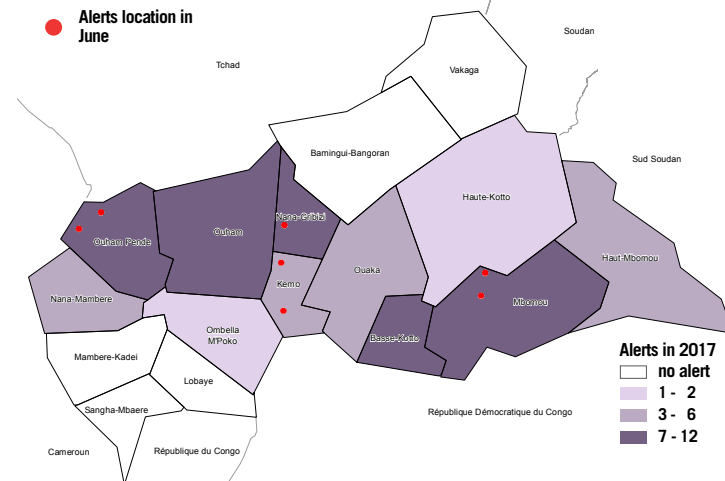 Alerts location in
June
Soudan
Tchad
Vakaga
Bamingui-Bangoran
Sud Soudan
Haute-Kotto
Nana-Gribizi
Ouham
Ouham Pende
Haut-Mbomou
Ouaka
Kemo
Nana-Mambere
Mbomou
Ombella
M'Poko
Basse-Kotto
Mambere-Kadei
Lobaye
Sangha-Mbaere
République Démocratique du Congo
Cameroun
République du Congo
Alerts in 2017
no alert
1 - 2
3 - 6
7 - 12